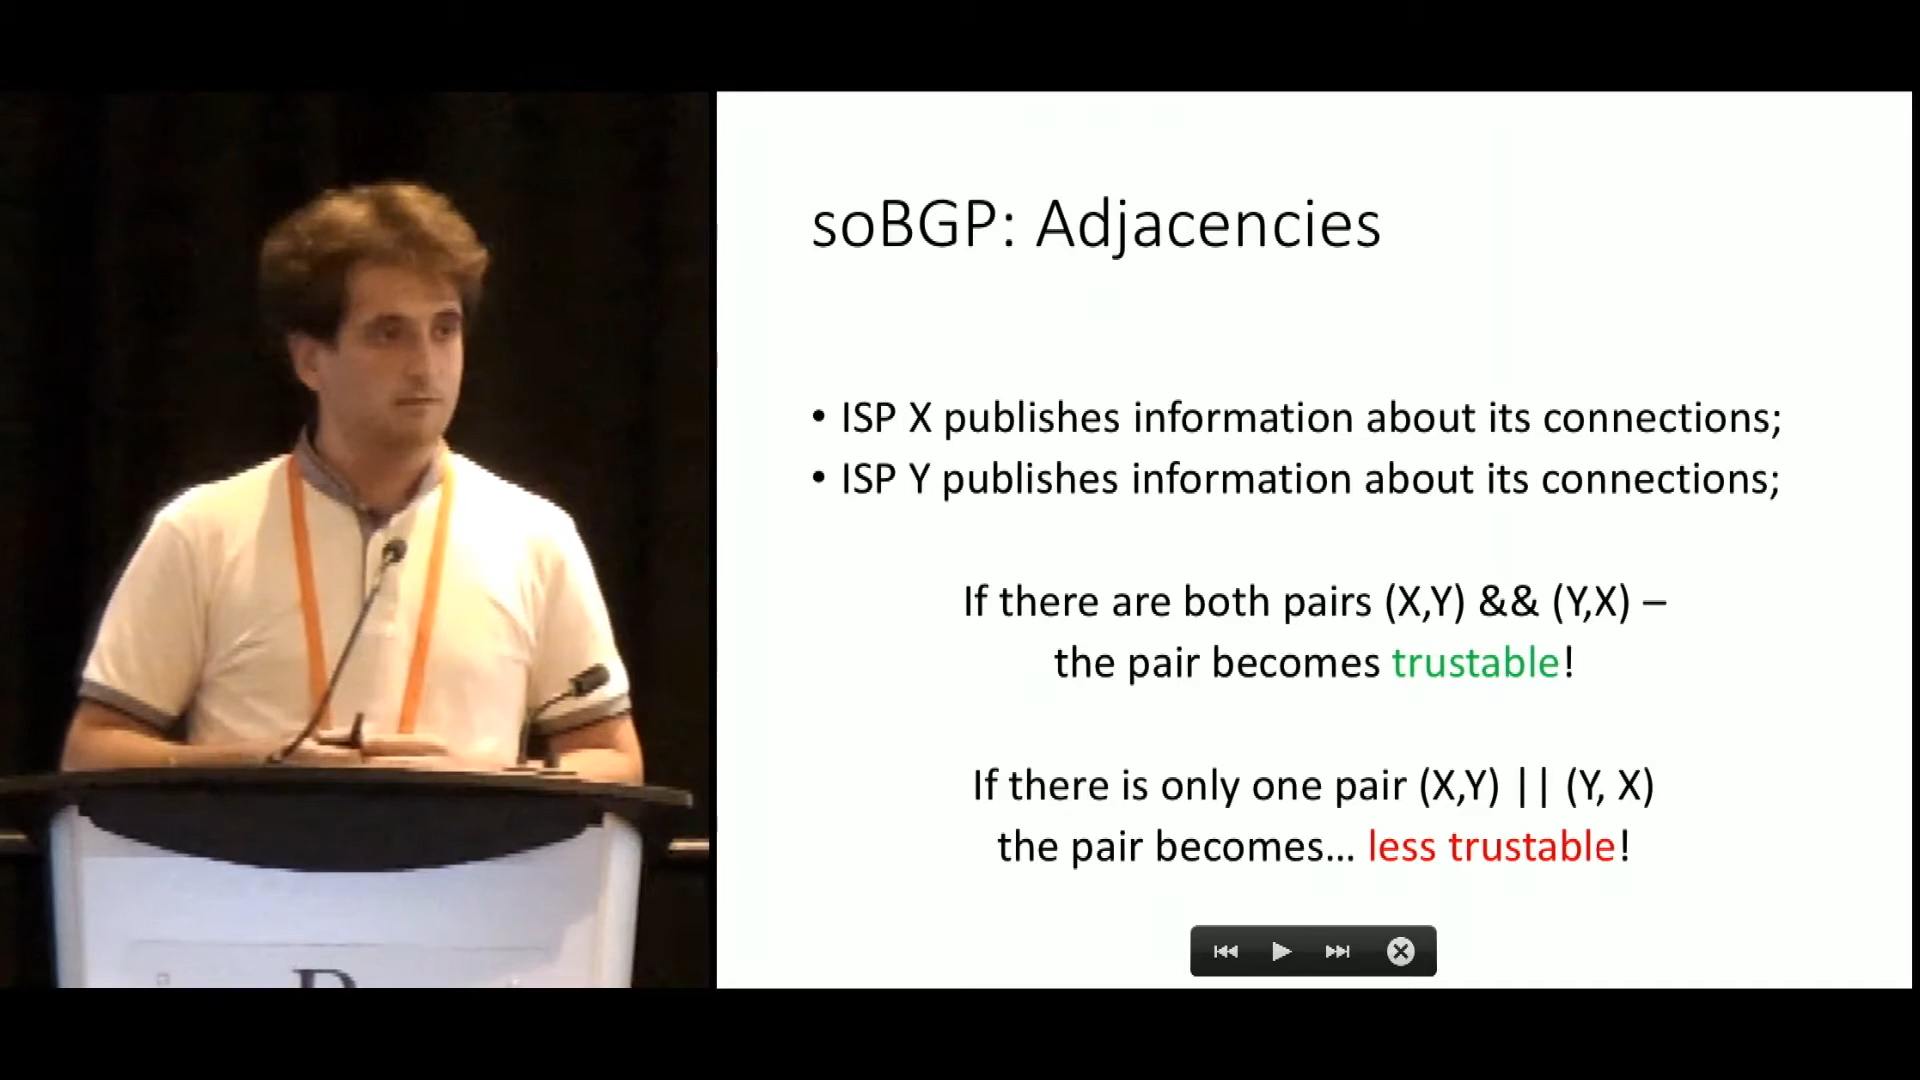 soBGP: Adjacencies
• ISP X publishes information about its connections;
• ISP Y publishes information about its connections;
If there are both pairs (X,Y) && (Y,X) –
the pair becomes trustable!
If there is only one pair (X,Y) || (Y, X)
the pair becomes... less trustable!